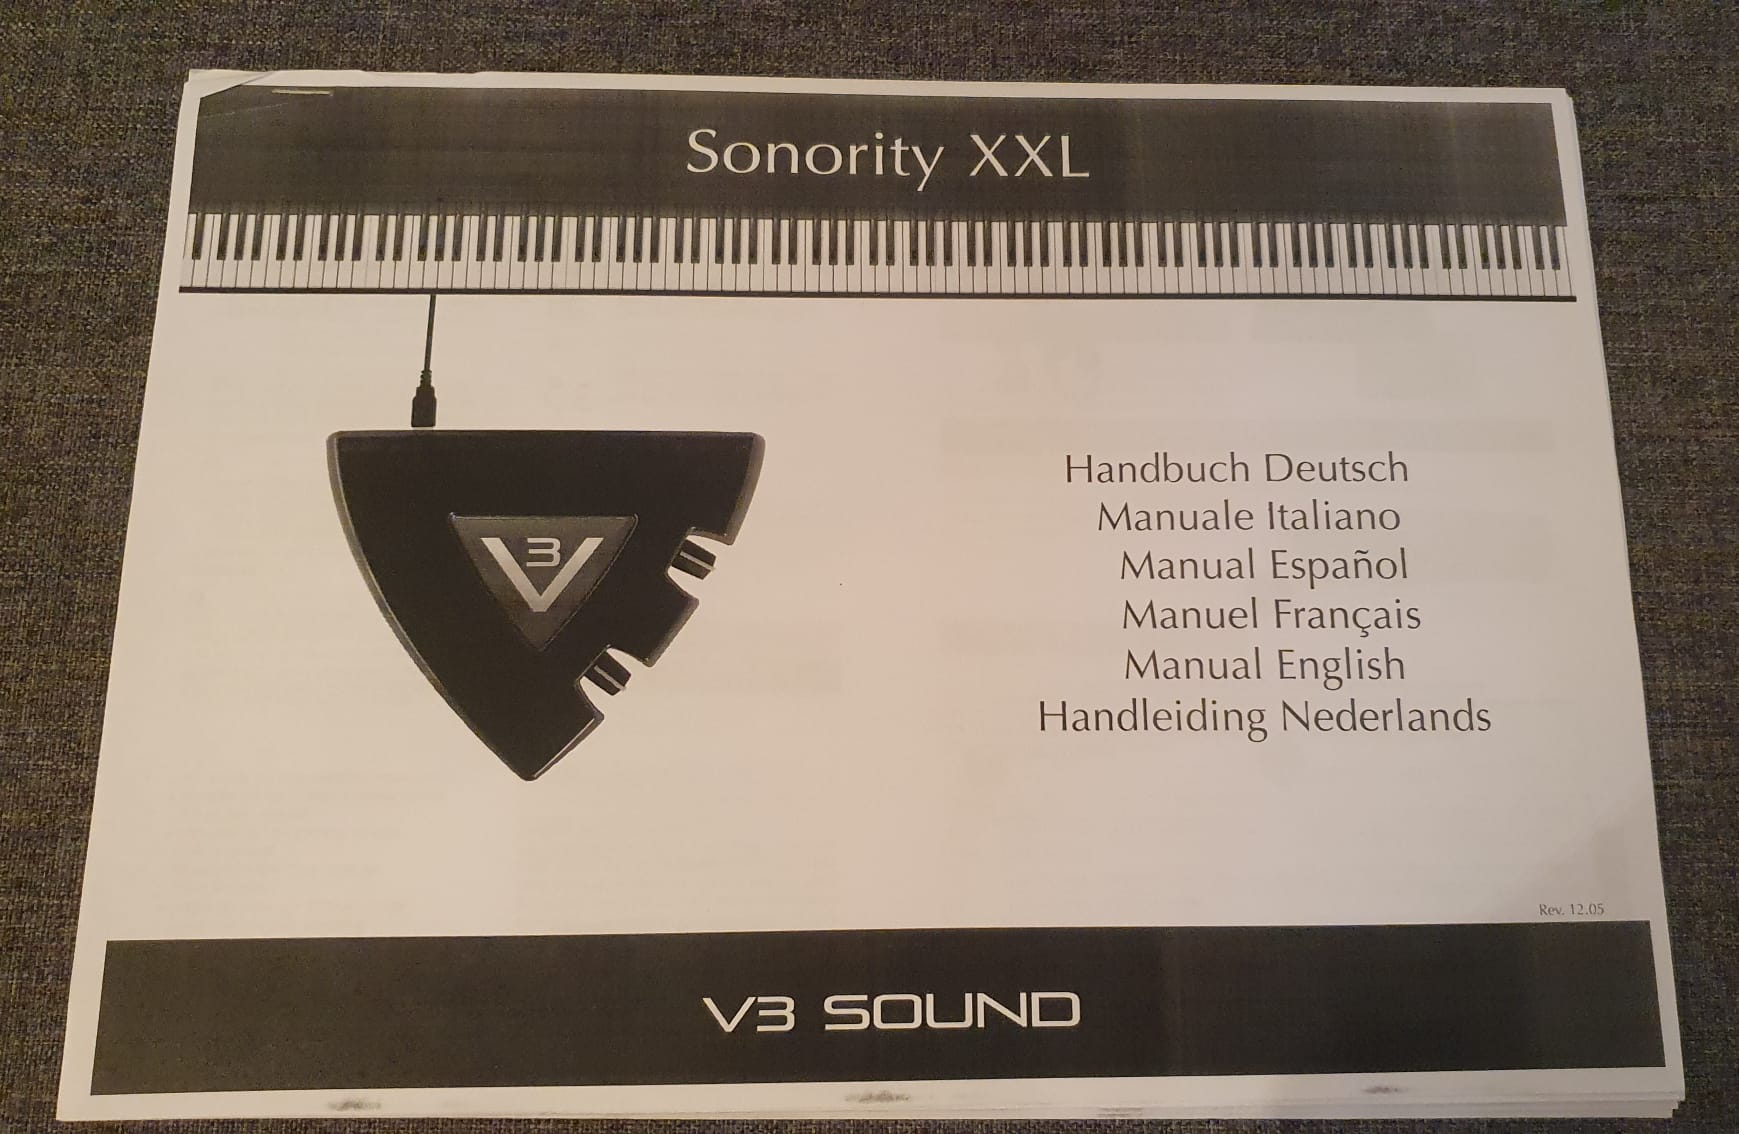 Sonority XXL
V3
Handbuch Deutsch
Manuale Italiano
Manual Español
Manuel Français
Manual English
Handleiding Nederlands
Rev. 12.05
V3 SOUND